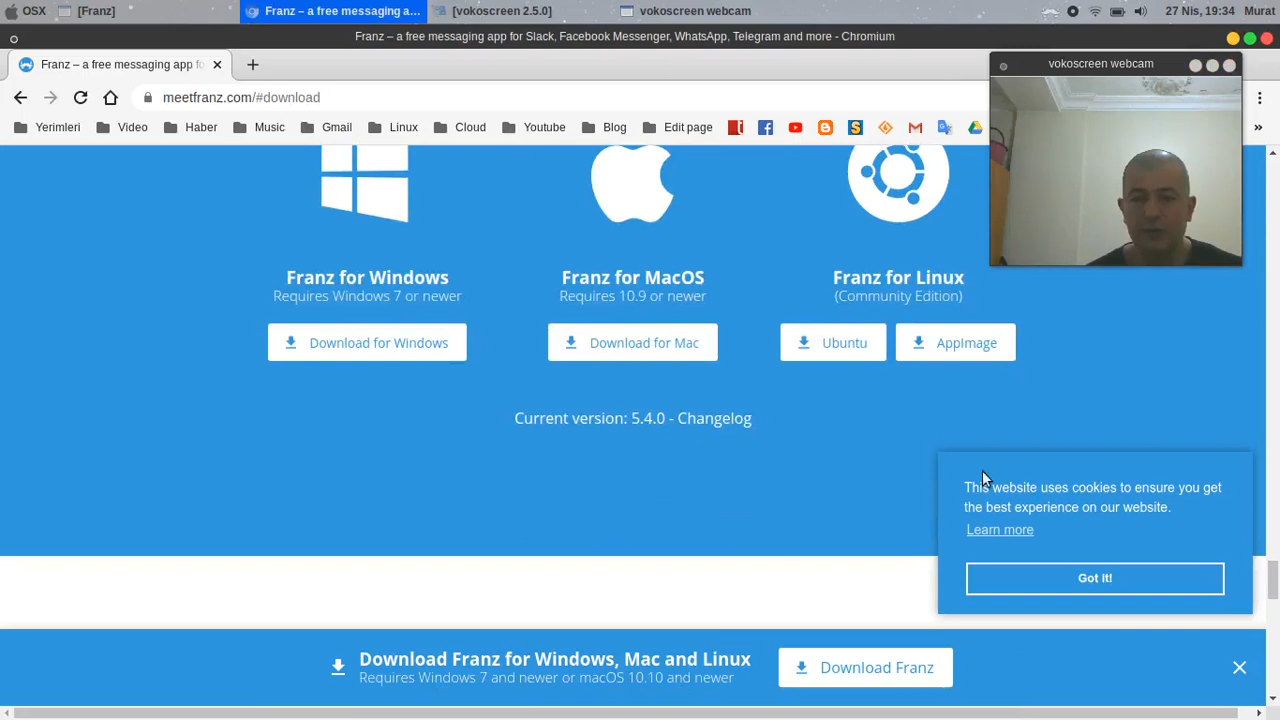 OSX
[Franz]
Franz – a free messaging a...
[vokoscreen 2.5.0]
vokoscreen webcam
27 Nis, 19:34
Murat
Franz – a free messaging app for Slack, Facebook Messenger, WhatsApp, Telegram and more - Chromium
Franz – a free messaging app fo
vokoscreen webcam
meetfranz.com/#download
Yerimleri
Video
Haber
Music
Gmail
Linux
Cloud
Youtube
Blog
Edit page
»
Franz for Windows
Requires Windows 7 or newer
Download for Windows
Franz for MacOS
Requires 10.9 or newer
Download for Mac
Franz for Linux
(Community Edition)
Ubuntu
AppImage
Current version: 5.4.0 - Changelog
This website uses cookies to ensure you get
the best experience on our website.
Learn more
Got it!
Download Franz for Windows, Mac and Linux
Requires Windows 7 and newer or macOS 10.10 and newer
Download Franz